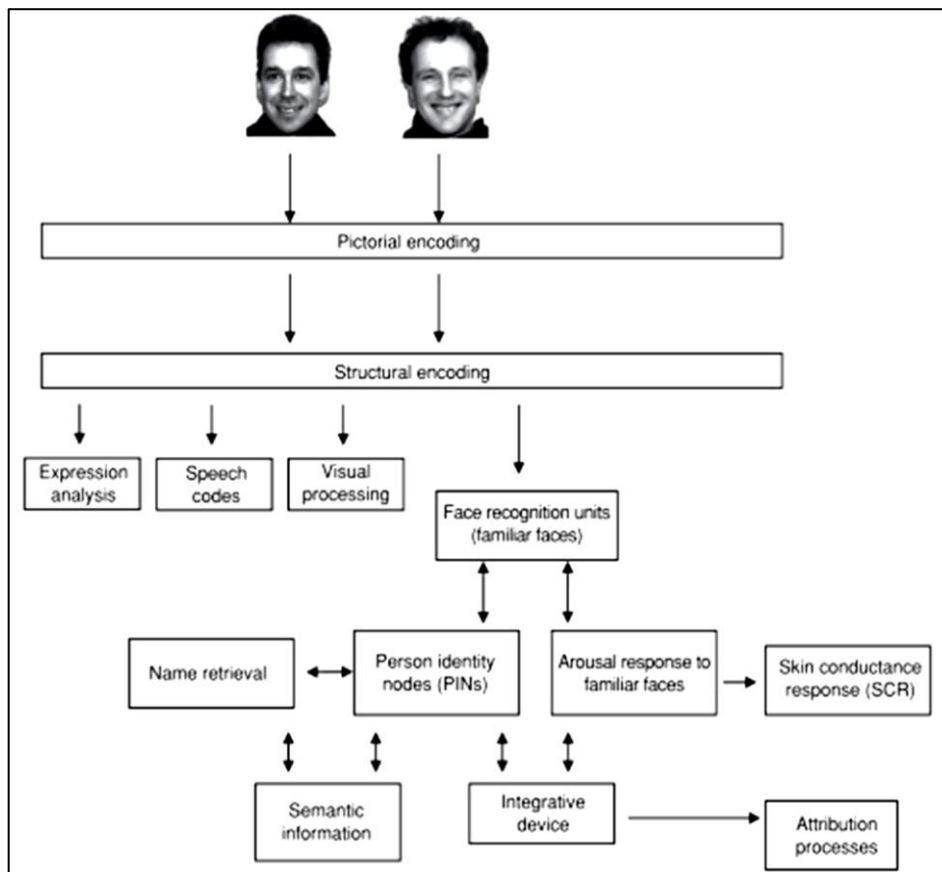 Pictorial encoding
Structural encoding
Expression
analysis
Speech
codes
Visual
processing
Face recognition units
(familiar faces)
Name retrieval
Person identity
nodes (PINs)
Arousal response to
familiar faces
Skin conductance
response (SCR)
Semantic
information
Integrative
device
Attribution
processes